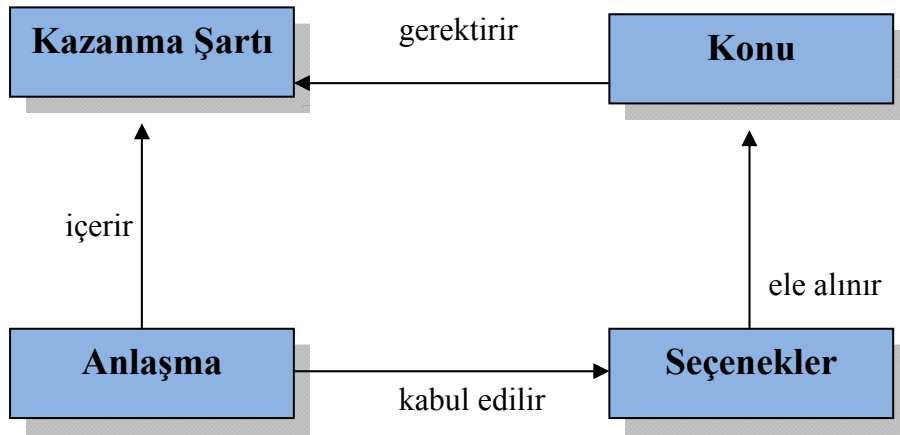 Kazanma Şartı
gerektirir
Konu
içerir
ele alınır
Anlaşma
kabul edilir
Seçenekler